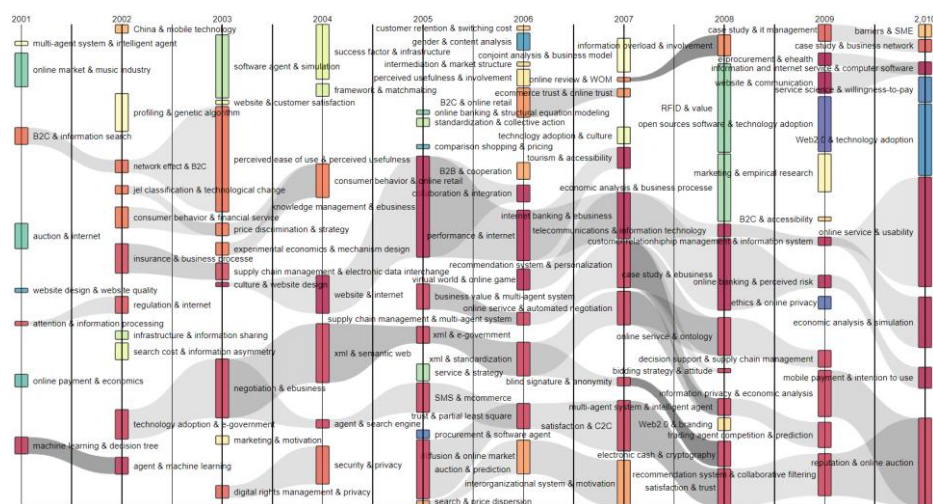 2001
2002
2003
2004
2005
2006
2007
2008
2009
2010
multi-agent system & intelligent agent
online market & music industry
B2C & information search
auction & internet
website design & website quality
attention & information processing
online payment & economics
machine learning & decision tree
China & mobile technology
profiling & genetic algorithm
network effect & B2C
jel classification & technological change
consumer behavior & financial service
insurance & business processe
regulation & internet
infrastructure & information sharing
search cost & information asymmetry
technology adoption & e-government
agent & machine learning
software agent & simulation
website & customer satisfaction
perceived ease of use & perceived usefulness
price discrimination & strategy
experimental economics & mechanism design
supply chain management & electronic data interchange
culture & website design
negotiation & ebusiness
marketing & motivation
digital rights management & privacy
success factor & infrastructure
framework & matchmaking
consumer behavior & online retail
knowledge management & ebusiness
website & internet
supply chain management & multi-agent system
xml & semantic web
agent & search engine
security & privacy
B2C & online retail
online banking & structural equation modeling
standardization & collective action
comparison shopping & pricing
performance & internet
business value & multi-agent system
xml & e-government
service & strategy
SMS & mcommerce
procurement & software agent
diffusion & online market
search & price dispersion
customer retention & switching cost
gender & content analysis
conjoint analysis & business model
intermediation & market structure
perceived usefulness & involvement
ecommerce trust & online trust
B2B & cooperation
collaboration & integration
internet banking & ebusiness
recommendation system & personalization
virtual world & online game
online serivce & automated negotiation
xml & standardization
trust & partial least square
auction & prediction
interorganizational system & motivation
information overload & involvement
online review & WOM
technology adoption & culture
tourism & accessibility
economic analysis & business processe
telecommunications & information technology
case study & ebusiness
online serivce & ontology
blind signature & anonymity
multi-agent system & intelligent agent
satisfaction & C2C
electronic cash & cryptography
RFID & value
open sources software & technology adoption
marketing & empirical research
B2C & accessibility
customer relationhiphip management & information system
online banking & perceived risk
ethics & online privacy
decision support & supply chain management
bidding strategy & attitude
information privacy & economic analysis
Web2.0 & branding
trading agent competition & prediction
recommendation system & collaborative filtering
satisfaction & trust
case study & it management
e-procurement & ehealth
website & communication
Web2.0 & technology adoption
online service & usability
economic analysis & simulation
mobile payment & intention to use
reputation & online auction
barriers & SME
case study & business network
information and internet service & computer software
service science & willingness-to-pay